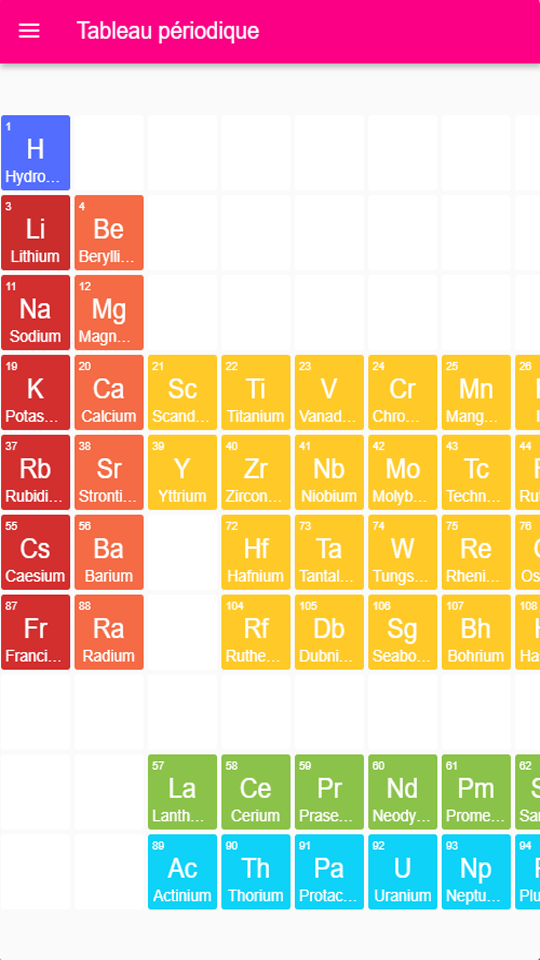 Tableau périodique
1
H
Hydro...
3 4
Li Be
Lithium Berylli...
11 12
Na Mg
Sodium Magn...
19 20 21 22 23 24 25 26
K Ca Sc Ti V Cr Mn
Potas... Calcium Scand... Titanium Vanad... Chro... Mang...
37 38 39 40 41 42 43 44
Rb Sr Y Zr Nb Mo Tc
Rubidi... Stronti... Yttrium Zircon... Niobium Molyb... Techn... Ru
55 56 72 73 74 75 76
Cs Ba Hf Ta W Re
Caesium Barium Hafnium Tantal... Tungs... Rheni... Os
87 88 104 105 106 107 108
Fr Ra Rf Db Sg Bh
Franci... Radium Ruthe... Dubni... Seabo... Bohrium Ha
57 58 59 60 61 62
La Ce Pr Nd Pm
Lanth... Cerium Prase... Neody... Prome... Sa
89 90 91 92 93 94
Ac Th Pa U Np
Actinium Thorium Protac... Uranium Neptu... Plu